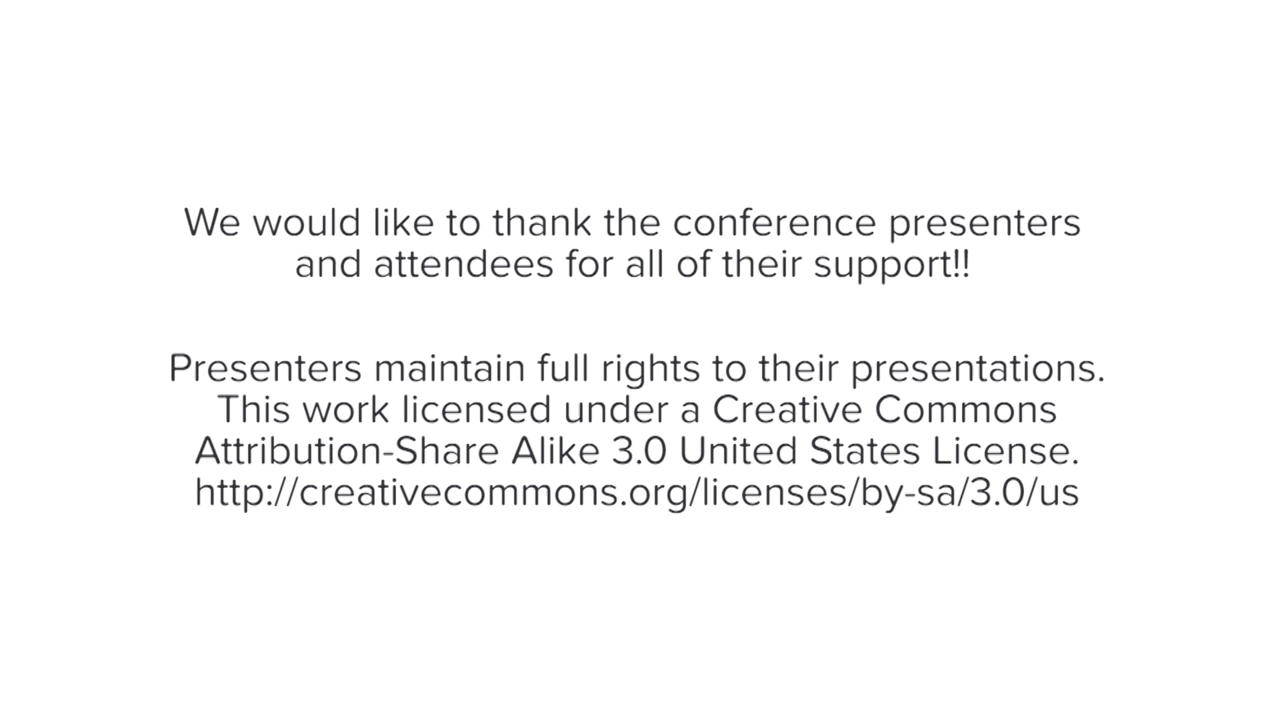 We would like to thank the conference presenters
and attendees for all of their support!!
Presenters maintain full rights to their presentations.
This work licensed under a Creative Commons
Attribution-Share Alike 3.0 United States License.
http://creativecommons.org/licenses/by-sa/3.0/us